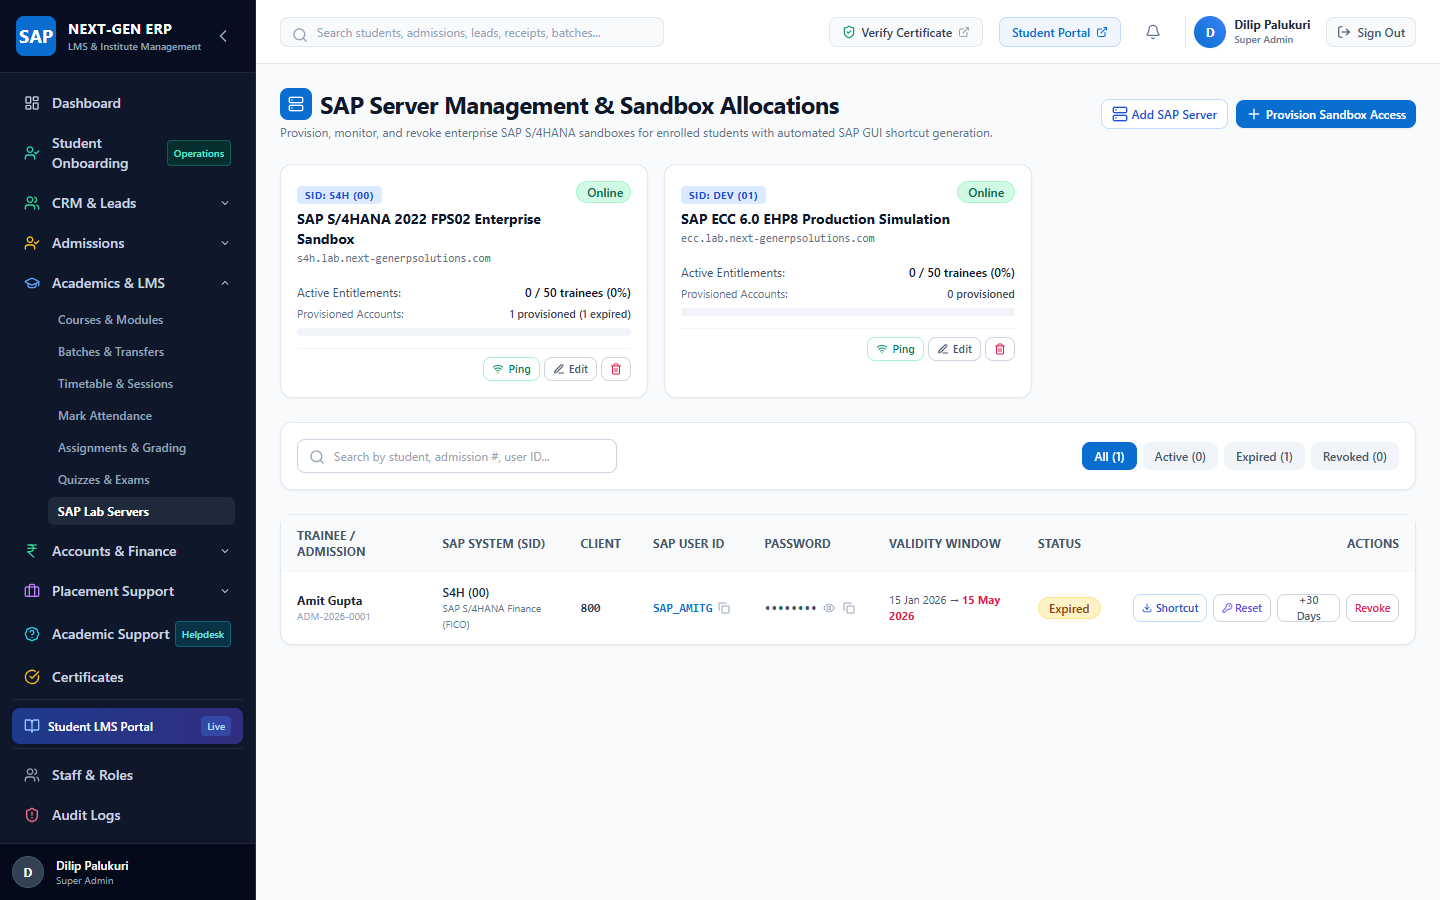 SAP
NEXT-GEN ERP
LMS & Institute Management
Dashboard
Student Onboarding
Operations
CRM & Leads
Admissions
Academics & LMS
Courses & Modules
Batches & Transfers
Timetable & Sessions
Mark Attendance
Assignments & Grading
Quizzes & Exams
SAP Lab Servers
Accounts & Finance
Placement Support
Academic Support
Helpdesk
Certificates
Student LMS Portal
Live
Staff & Roles
Audit Logs
D
Dilip Palukuri
Super Admin
Search students, admissions, leads, receipts, batches...
Verify Certificate
Student Portal
D
Dilip Palukuri
Super Admin
Sign Out
SAP Server Management & Sandbox Allocations
Provision, monitor, and revoke enterprise SAP S/4HANA sandboxes for enrolled students with automated SAP GUI shortcut generation.
Add SAP Server
Provision Sandbox Access
SID: S4H (00)
Online
SAP S/4HANA 2022 FPS02 Enterprise
Sandbox
s4h.lab.next-generpsolutions.com
Active Entitlements: 0 / 50 trainees (0%)
Provisioned Accounts: 1 provisioned (1 expired)
Ping
Edit
SID: DEV (01)
Online
SAP ECC 6.0 EHP8 Production Simulation
ecc.lab.next-generpsolutions.com
Active Entitlements: 0 / 50 trainees (0%)
Provisioned Accounts: 0 provisioned
Ping
Edit
Search by student, admission #, user ID...
All (1)
Active (0)
Expired (1)
Revoked (0)
TRAINEE / ADMISSION
SAP SYSTEM (SID)
CLIENT
SAP USER ID
PASSWORD
VALIDITY WINDOW
STATUS
ACTIONS
Amit Gupta
ADM-2026-0001
S4H (00)
SAP S/4HANA Finance
(FICO)
800
SAP_AMITG
••••••••
15 Jan 2026 → 15 May
2026
Expired
Shortcut
Reset
+30
Days
Revoke